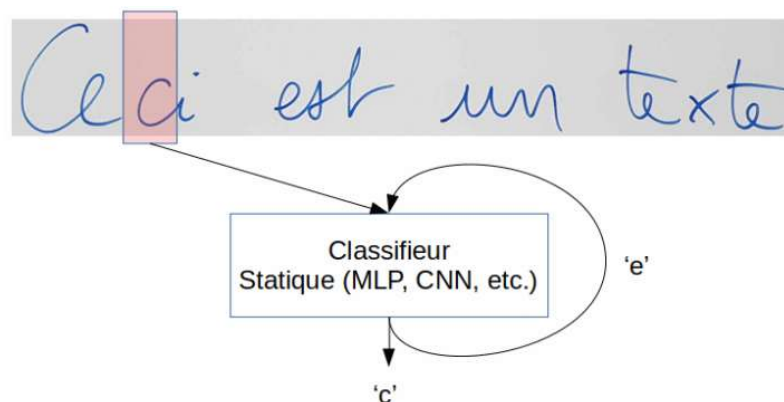 Ceci est un texte
Classifieur
Statique (MLP, CNN, etc.)
‘e’
‘c’